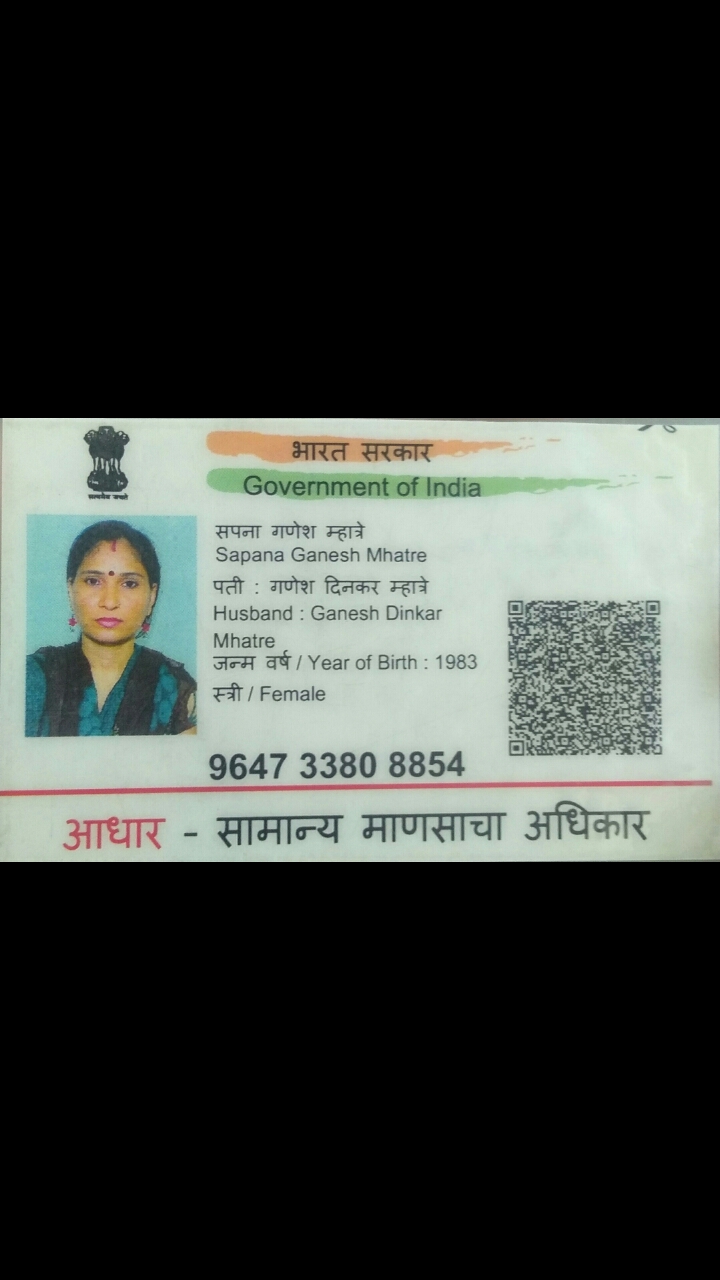 भारत सरकार
Government of India
सत्यमेव जयते
सपना गणेश म्हात्रे
Sapana Ganesh Mhatre
पती : गणेश दिनकर म्हात्रे
Husband : Ganesh Dinkar
Mhatre
जन्म वर्ष / Year of Birth : 1983
स्त्री / Female
9647 3380 8854
आधार - सामान्य माणसाचा अधिकार